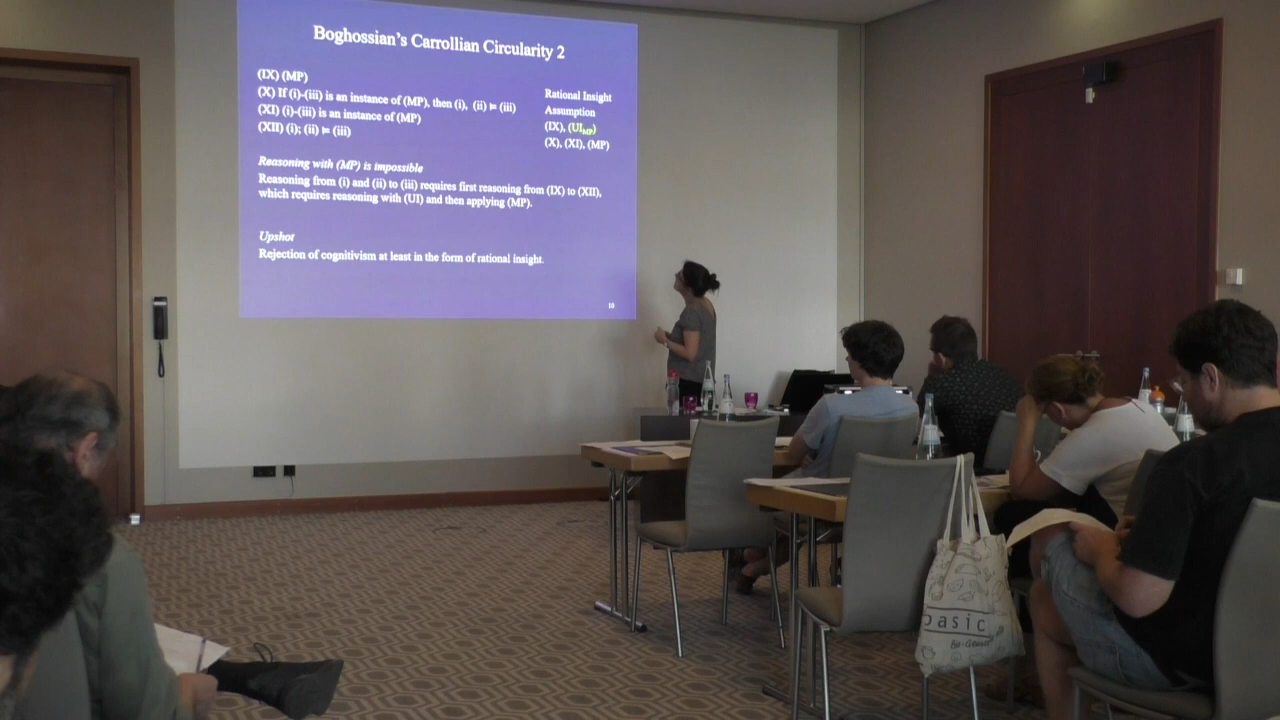 Boghossian's Carrollian Circularity 2
(IX) (MP)
Rational Insight
(X) If (i)-(iii) is an instance of (MP), then (i), (ii) ⊨ (iii)
Assumption
(XI) (i)-(iii) is an instance of (MP)
(IX), (UI_MP)
(XII) (i); (ii) ⊨ (iii)
(X), (XI), (MP)
Reasoning with (MP) is impossible
Reasoning from (i) and (ii) to (iii) requires first reasoning from (IX) to (XII),
which requires reasoning with (UI) and then applying (MP).
Upshot
Rejection of cognitivism at least in the form of rational insight.
10
basic